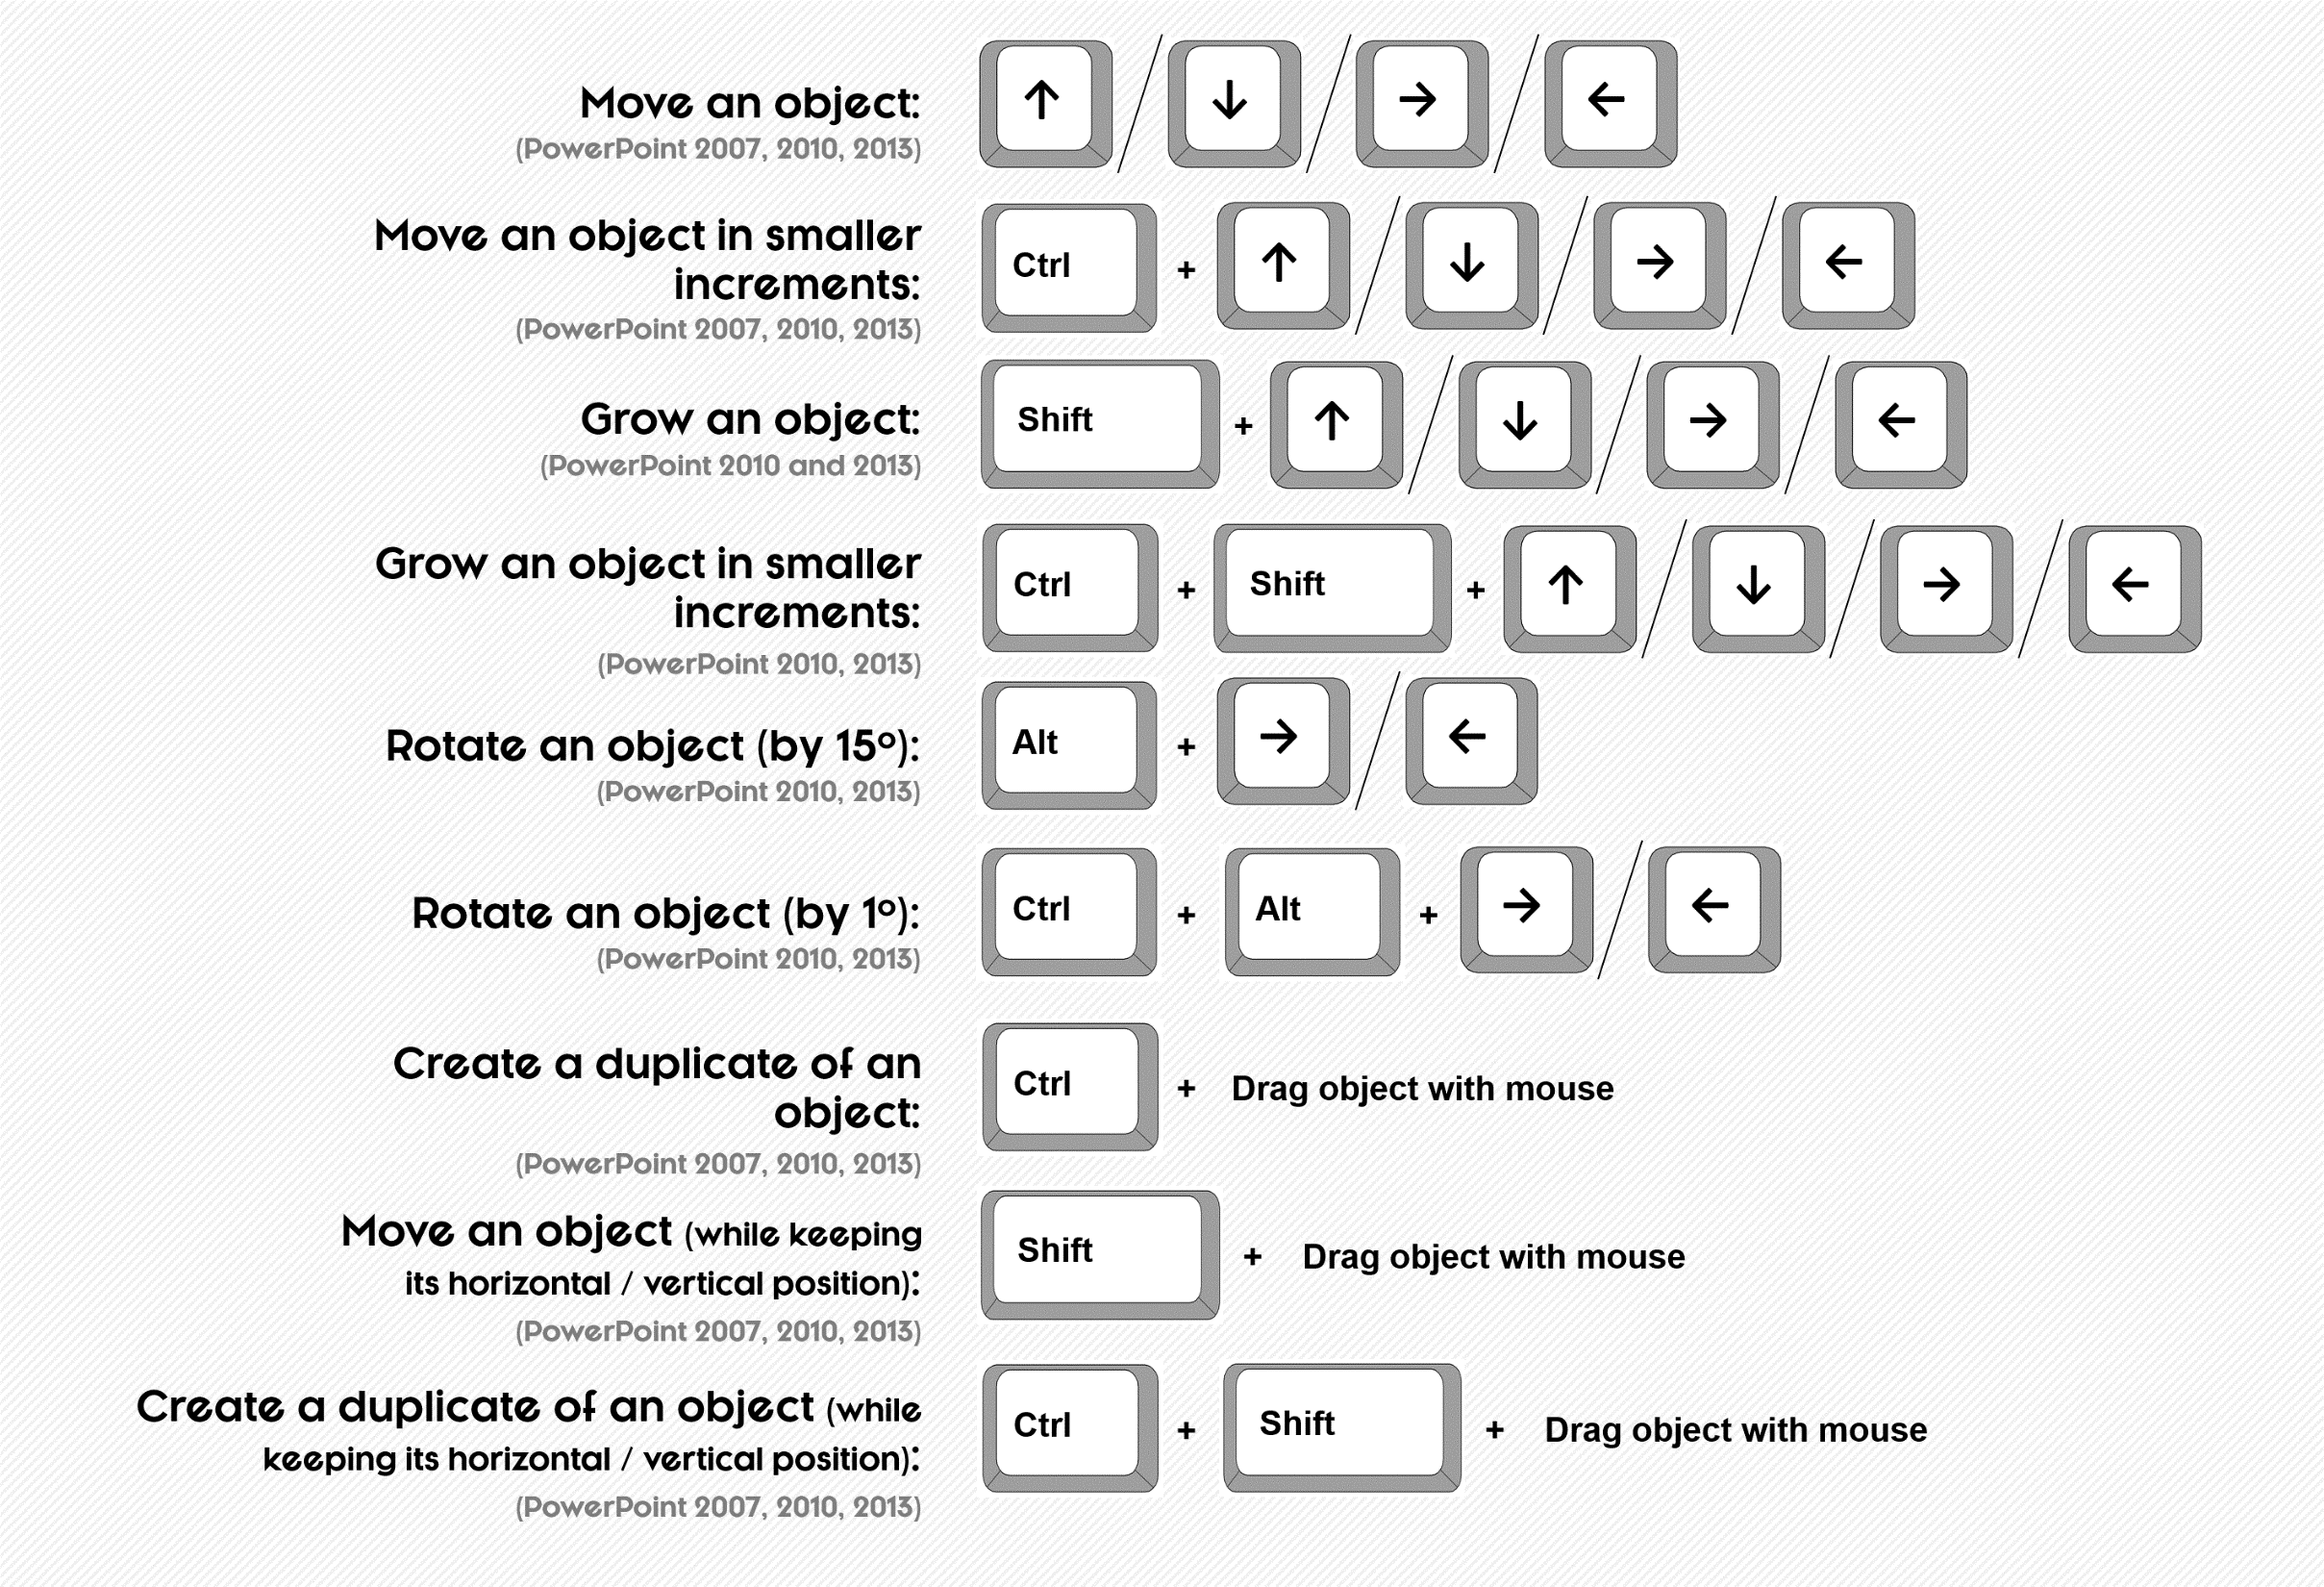 Move an object:
(PowerPoint 2007, 2010, 2013)
↑ / ↓ / → / ←
Move an object in smaller
increments:
(PowerPoint 2007, 2010, 2013)
Ctrl + ↑ / ↓ / → / ←
Grow an object:
(PowerPoint 2010 and 2013)
Shift + ↑ / ↓ / → / ←
Grow an object in smaller
increments:
(PowerPoint 2010, 2013)
Ctrl + Shift + ↑ / ↓ / → / ←
Rotate an object (by 15º):
(PowerPoint 2010, 2013)
Alt + → / ←
Rotate an object (by 1º):
(PowerPoint 2010, 2013)
Ctrl + Alt + → / ←
Create a duplicate of an
object:
(PowerPoint 2007, 2010, 2013)
Ctrl + Drag object with mouse
Move an object (while keeping
its horizontal / vertical position):
(PowerPoint 2007, 2010, 2013)
Shift + Drag object with mouse
Create a duplicate of an object (while
keeping its horizontal / vertical position):
(PowerPoint 2007, 2010, 2013)
Ctrl + Shift + Drag object with mouse